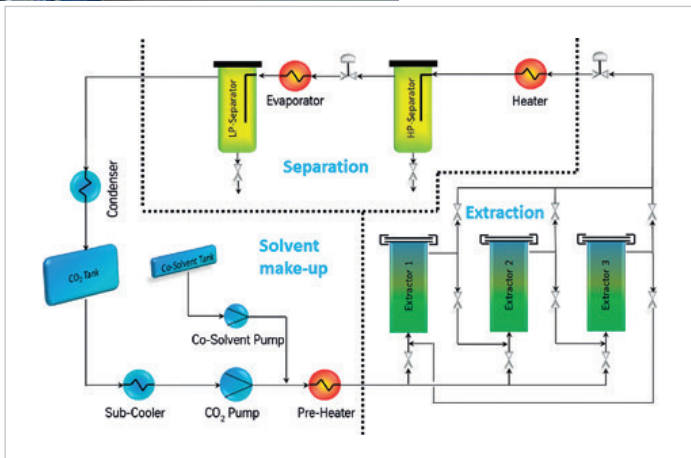 LP-Separator
Evaporator
HP-Separator
Heater
Separation
Condenser
Extraction
Solvent
make-up
CO₂ Tank
Co-Solvent Tank
Extractor 1
Extractor 2
Extractor 3
Co-Solvent Pump
Sub-Cooler
CO₂ Pump
Pre-Heater